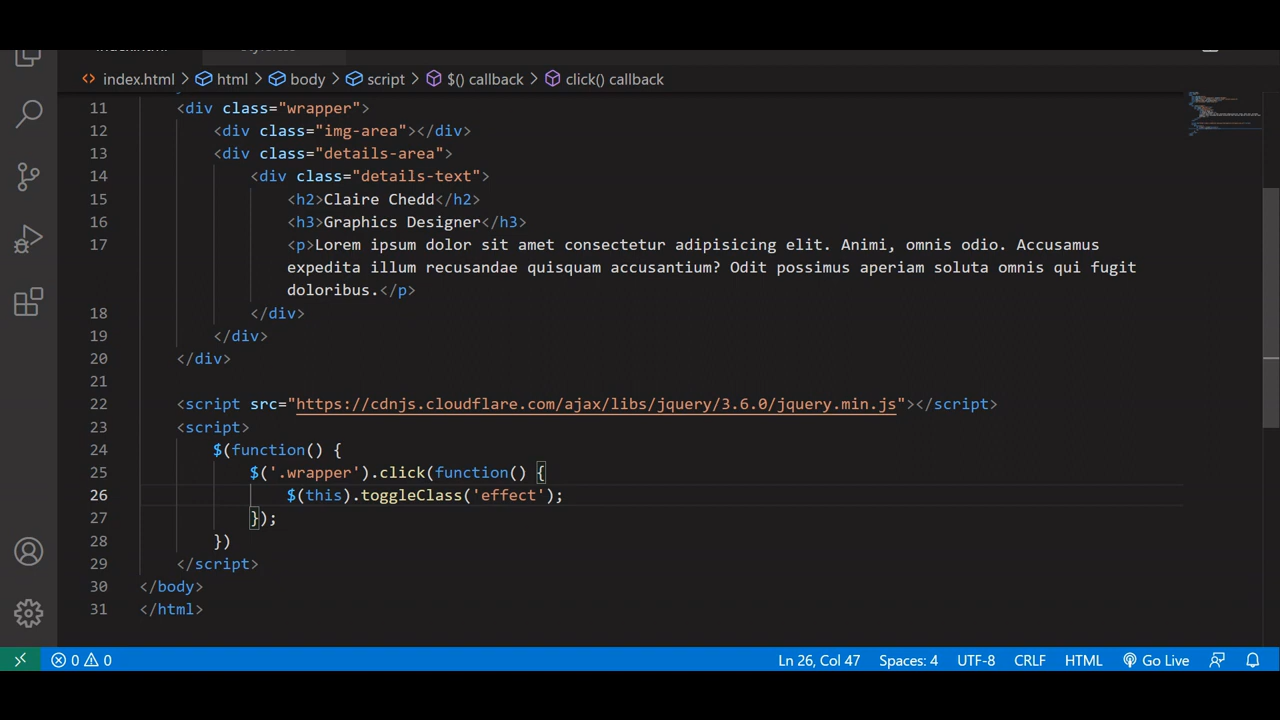 index.html > html > body > script > $() callback > click() callback
11 <div class="wrapper">
12 <div class="img-area"></div>
13 <div class="details-area">
14 <div class="details-text">
15 <h2>Claire Chedd</h2>
16 <h3>Graphics Designer</h3>
17 <p>Lorem ipsum dolor sit amet consectetur adipisicing elit. Animi, omnis odio. Accusamus
expedita illum recusandae quisquam accusantium? Odit possimus aperiam soluta omnis qui fugit
doloribus.</p>
18 </div>
19 </div>
20 </div>
21
22 <script src="https://cdnjs.cloudflare.com/ajax/libs/jquery/3.6.0/jquery.min.js"></script>
23 <script>
24 $(function() {
25 $('.wrapper').click(function() {
26 $(this).toggleClass('effect');
27 });
28 })
29 </script>
30 </body>
31 </html>
0 0 Ln 26, Col 47 Spaces: 4 UTF-8 CRLF HTML Go Live